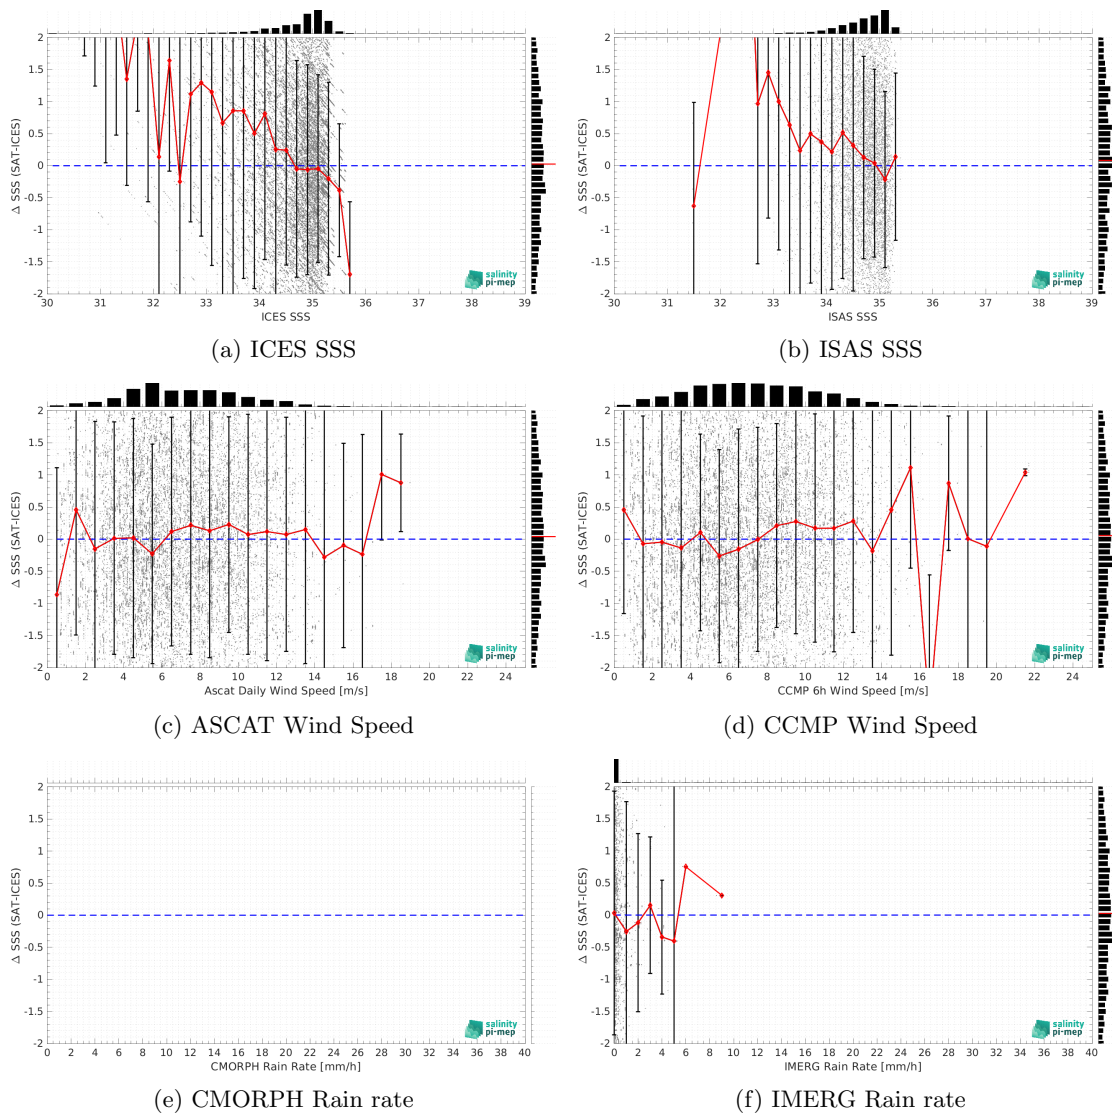 2
1.5
1
0.5
0
-0.5
-1
-1.5
-2
Δ SSS (SAT-ICES)
30 31 32 33 34 35 36 37 38 39
ICES SSS
salinity
pi-mep
(a) ICES SSS
2
1.5
1
0.5
0
-0.5
-1
-1.5
-2
Δ SSS (SAT-ICES)
30 31 32 33 34 35 36 37 38 39
ISAS SSS
salinity
pi-mep
(b) ISAS SSS
2
1.5
1
0.5
0
-0.5
-1
-1.5
-2
Δ SSS (SAT-ICES)
0 2 4 6 8 10 12 14 16 18 20 22 24
Ascat Daily Wind Speed [m/s]
salinity
pi-mep
(c) ASCAT Wind Speed
2
1.5
1
0.5
0
-0.5
-1
-1.5
-2
Δ SSS (SAT-ICES)
0 2 4 6 8 10 12 14 16 18 20 22 24
CCMP 6h Wind Speed [m/s]
salinity
pi-mep
(d) CCMP Wind Speed
2
1.5
1
0.5
0
-0.5
-1
-1.5
-2
Δ SSS (SAT-ICES)
0 2 4 6 8 10 12 14 16 18 20 22 24 26 28 30 32 34 36 38 40
CMORPH Rain Rate [mm/h]
salinity
pi-mep
(e) CMORPH Rain rate
2
1.5
1
0.5
0
-0.5
-1
-1.5
-2
Δ SSS (SAT-ICES)
0 2 4 6 8 10 12 14 16 18 20 22 24 26 28 30 32 34 36 38 40
IMERG Rain Rate [mm/h]
salinity
pi-mep
(f) IMERG Rain rate